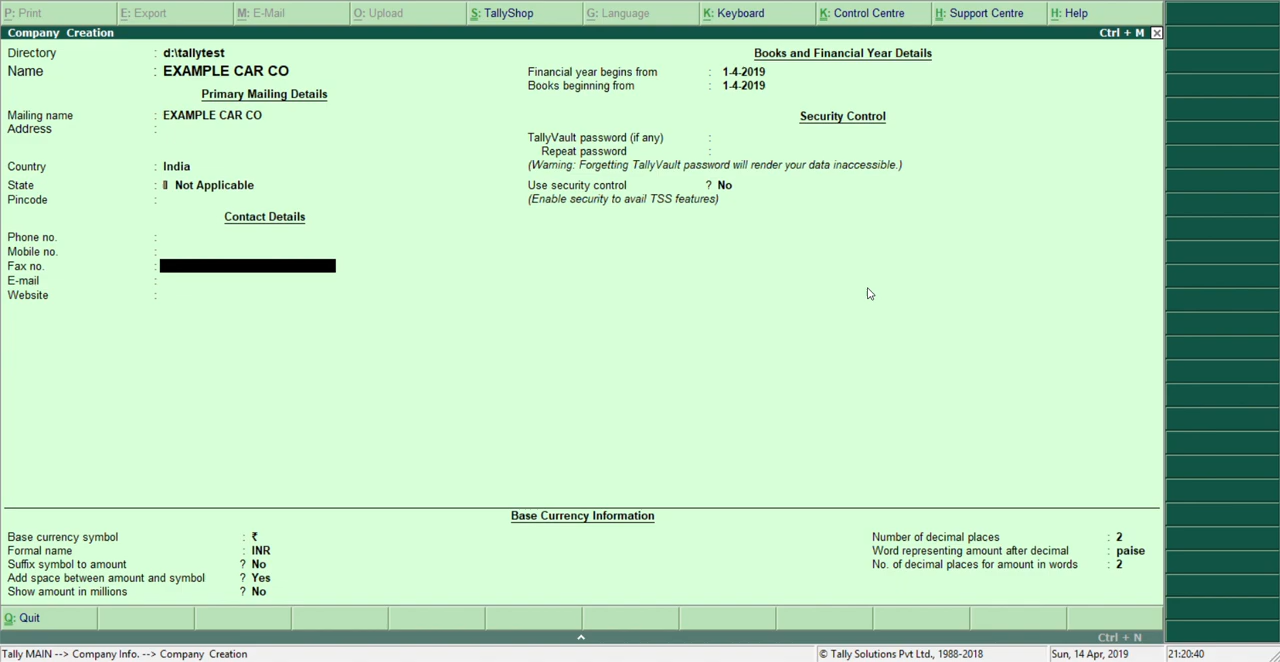 P: Print E: Export M: E-Mail O: Upload S: TallyShop G: Language K: Keyboard K: Control Centre H: Support Centre H: Help
Company Creation Ctrl + M
Directory : d:\tallytest
Name : EXAMPLE CAR CO
Primary Mailing Details
Mailing name : EXAMPLE CAR CO
Address :
Country : India
State : Not Applicable
Pincode :
Contact Details
Phone no. :
Mobile no. :
Fax no. :
E-mail :
Website :
Books and Financial Year Details
Financial year begins from : 1-4-2019
Books beginning from : 1-4-2019
Security Control
TallyVault password (if any) :
Repeat password :
(Warning: Forgetting TallyVault password will render your data inaccessible.)
Use security control ? No
(Enable security to avail TSS features)
Base Currency Information
Base currency symbol : ₹
Formal name : INR
Suffix symbol to amount ? No
Add space between amount and symbol ? Yes
Show amount in millions ? No
Number of decimal places : 2
Word representing amount after decimal : paise
No. of decimal places for amount in words : 2
Q: Quit
Ctrl + N
Tally MAIN --> Company Info. --> Company Creation © Tally Solutions Pvt Ltd., 1988-2018 Sun, 14 Apr, 2019 21:20:40